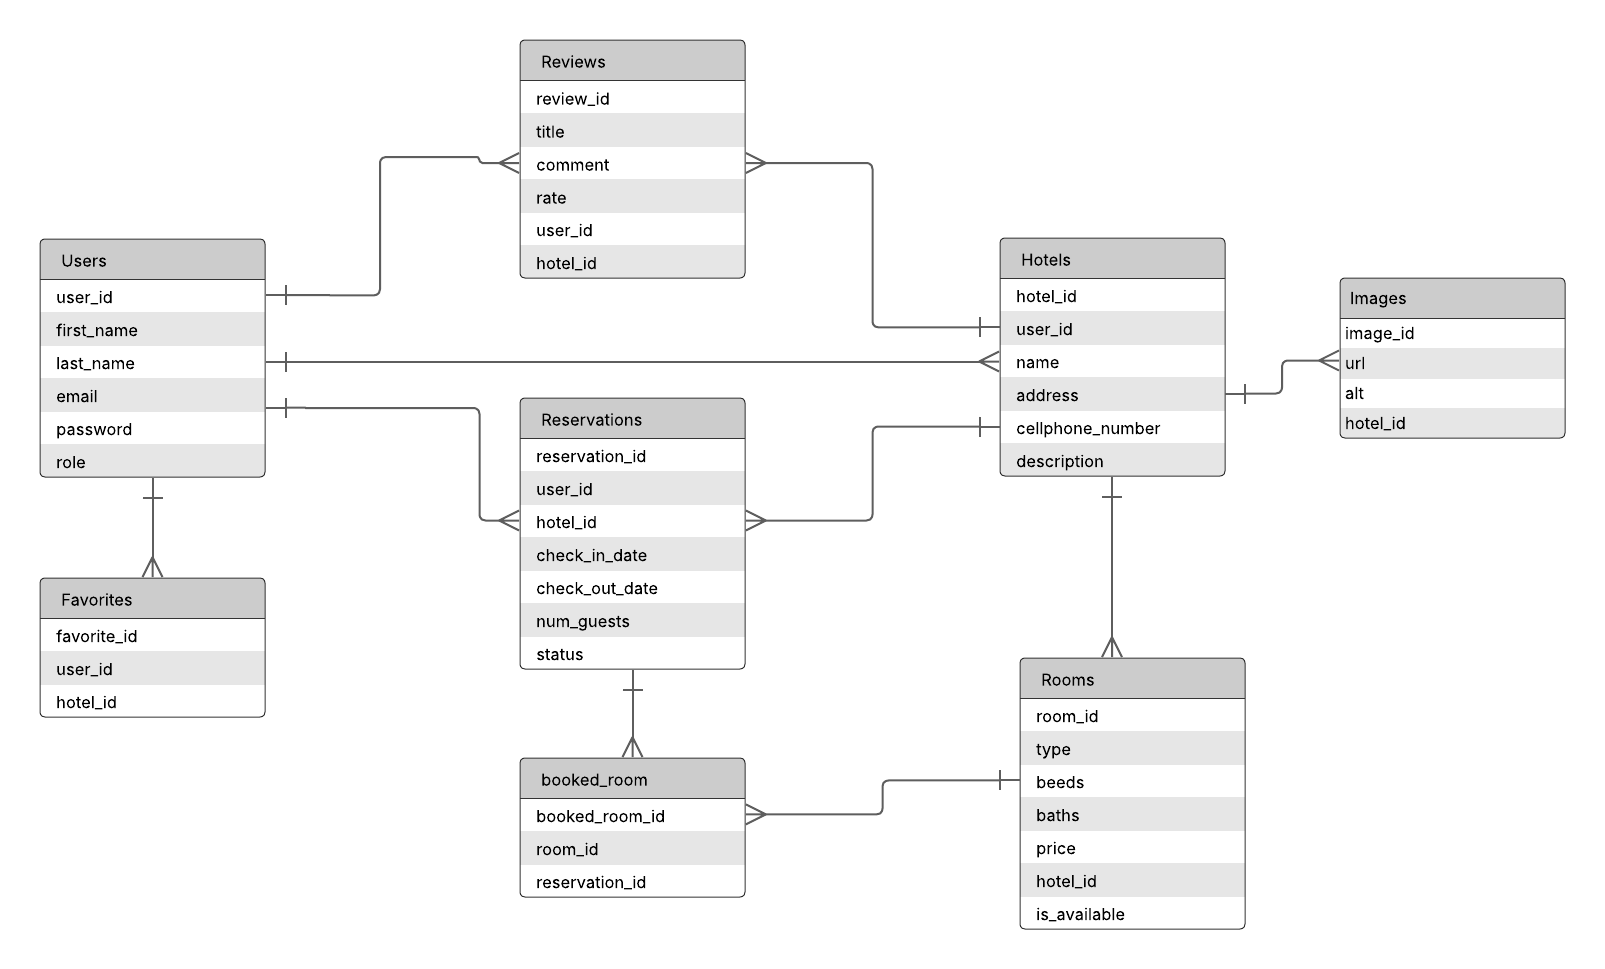 Reviews
review_id
title
comment
rate
user_id
hotel_id
Users
user_id
first_name
last_name
email
password
role
Hotels
hotel_id
user_id
name
address
cellphone_number
description
Images
image_id
url
alt
hotel_id
Reservations
reservation_id
user_id
hotel_id
check_in_date
check_out_date
num_guests
status
Favorites
favorite_id
user_id
hotel_id
Rooms
room_id
type
beeds
baths
price
hotel_id
is_available
booked_room
booked_room_id
room_id
reservation_id